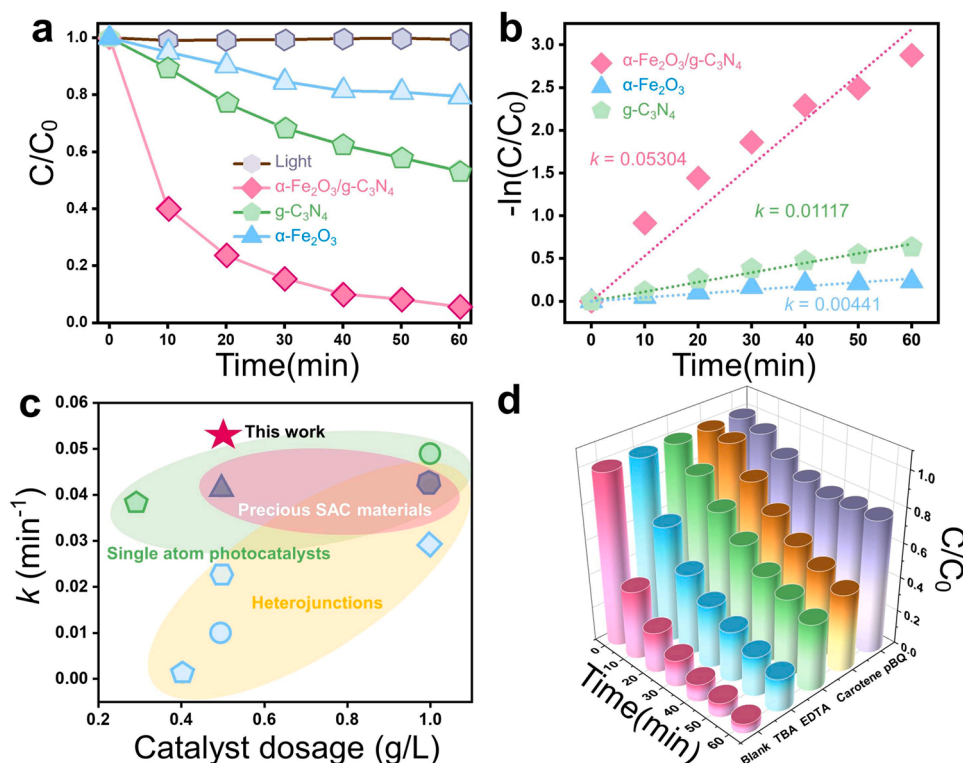 a
1.0
0.8
0.6
0.4
0.2
0.0
C/C₀
Light
α-Fe₂O₃/g-C₃N₄
g-C₃N₄
α-Fe₂O₃
0 10 20 30 40 50 60
Time(min)
b
3.0
2.5
2.0
1.5
1.0
0.5
0.0
-ln(C/C₀)
α-Fe₂O₃/g-C₃N₄
α-Fe₂O₃
g-C₃N₄
k = 0.05304
k = 0.01117
k = 0.00441
0 10 20 30 40 50 60
Time(min)
c
0.06
0.05
0.04
0.03
0.02
0.01
0.00
k (min⁻¹)
This work
Precious SAC materials
Single atom photocatalysts
Heterojunctions
0.2 0.4 0.6 0.8 1.0
Catalyst dosage (g/L)
d
1.0
0.8
0.6
0.4
0.2
0.0
C/C₀
0 10 20 30 40 50 60
Time(min)
Blank TBA EDTA Carotene pBQ